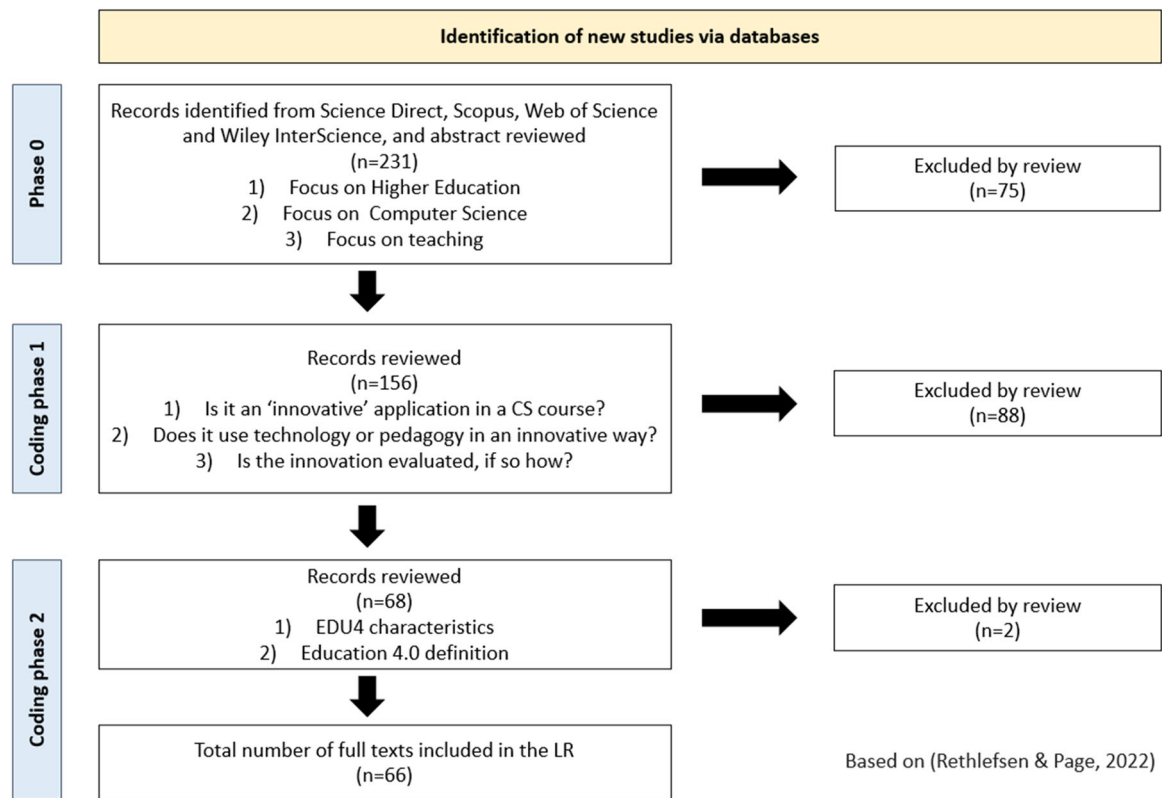 Identification of new studies via databases
Phase 0
Records identified from Science Direct, Scopus, Web of Science
and Wiley InterScience, and abstract reviewed
(n=231)
1) Focus on Higher Education
2) Focus on Computer Science
3) Focus on teaching
Excluded by review
(n=75)
Coding phase 1
Records reviewed
(n=156)
1) Is it an ‘innovative’ application in a CS course?
2) Does it use technology or pedagogy in an innovative way?
3) Is the innovation evaluated, if so how?
Excluded by review
(n=88)
Coding phase 2
Records reviewed
(n=68)
1) EDU4 characteristics
2) Education 4.0 definition
Excluded by review
(n=2)
Total number of full texts included in the LR
(n=66)
Based on (Rethlefsen & Page, 2022)